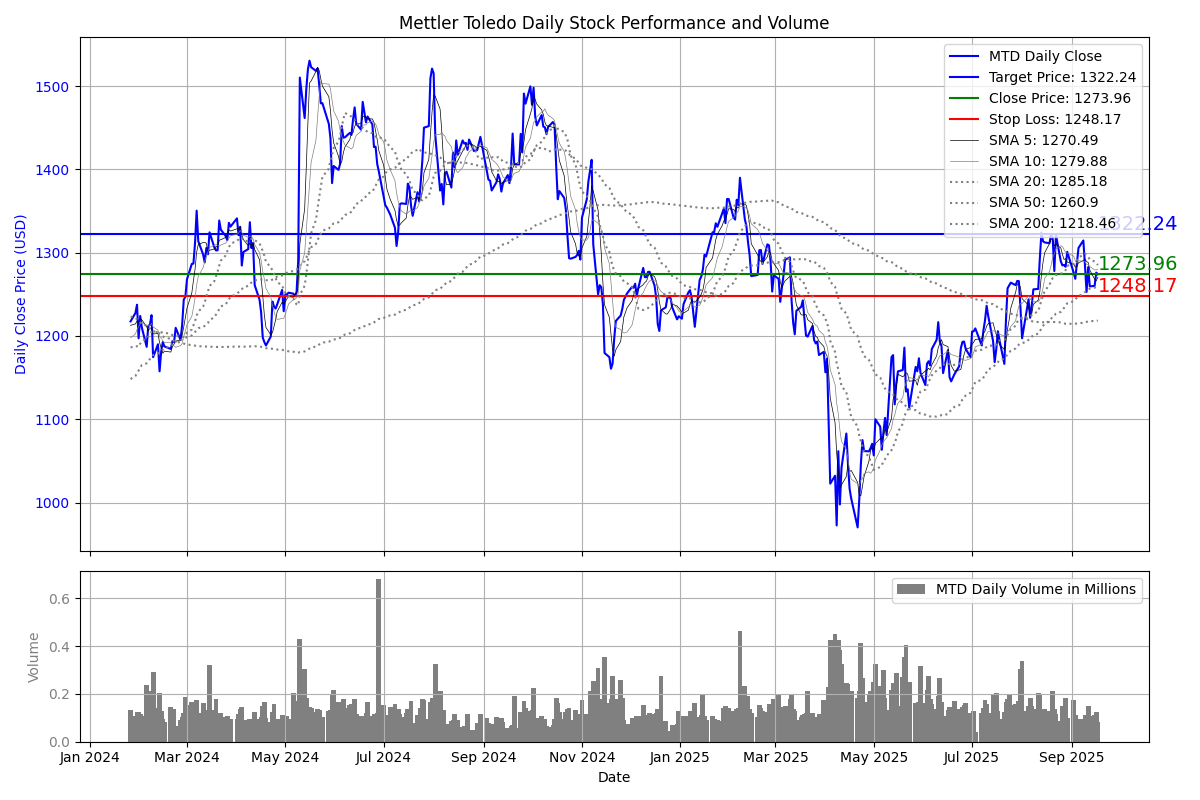 Mettler Toledo Daily Stock Performance and Volume
MTD Daily Close
Target Price: 1322.24
Close Price: 1273.96
Stop Loss: 1248.17
SMA 5: 1270.49
SMA 10: 1279.88
SMA 20: 1285.18
SMA 50: 1260.9
SMA 200: 1218.46
1322.24
1273.96
1248.17
Daily Close Price (USD)
1500
1400
1300
1200
1100
1000
MTD Daily Volume in Millions
Volume
0.6
0.4
0.2
0.0
Jan 2024 Mar 2024 May 2024 Jul 2024 Sep 2024 Nov 2024 Jan 2025 Mar 2025 May 2025 Jul 2025 Sep 2025
Date